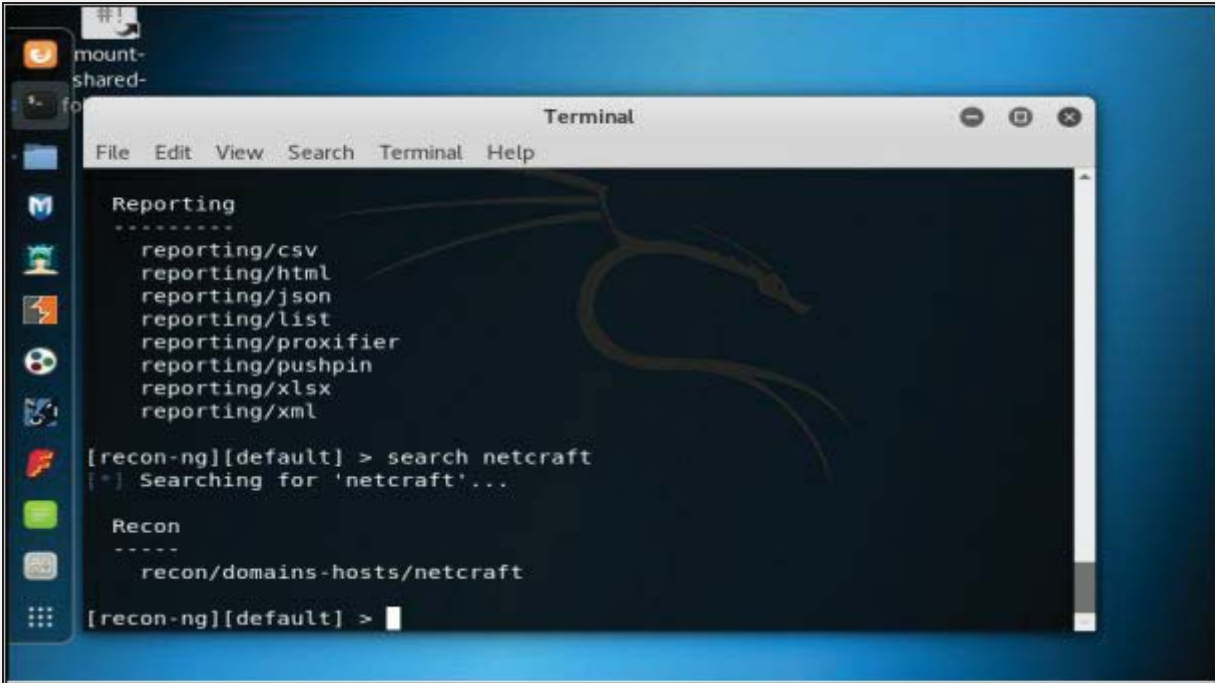 #!
mount-
shared-
fo
Terminal
File Edit View Search Terminal Help
Reporting
---------
reporting/csv
reporting/html
reporting/json
reporting/list
reporting/proxifier
reporting/pushpin
reporting/xlsx
reporting/xml
[recon-ng][default] > search netcraft
[*] Searching for 'netcraft'...
Recon
-----
recon/domains-hosts/netcraft
[recon-ng][default] >